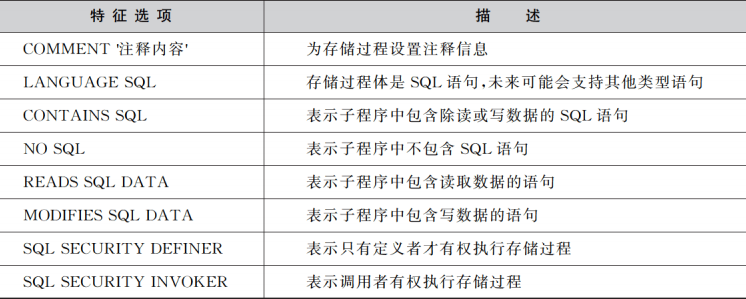 特征选项 描述
COMMENT '注释内容' 为存储过程设置注释信息
LANGUAGE SQL 存储过程体是 SQL 语句,未来可能会支持其他类型语句
CONTAINS SQL 表示子程序中包含除读或写数据的 SQL 语句
NO SQL 表示子程序中不包含 SQL 语句
READS SQL DATA 表示子程序中包含读取数据的语句
MODIFIES SQL DATA 表示子程序中包含写数据的语句
SQL SECURITY DEFINER 表示只有定义者才有权执行存储过程
SQL SECURITY INVOKER 表示调用者有权执行存储过程